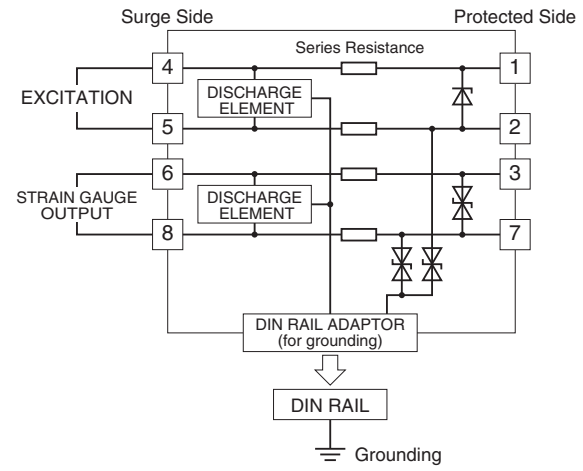 Surge Side
Protected Side
Series Resistance
4
1
EXCITATION
DISCHARGE
ELEMENT
5
2
6
3
STRAIN GAUGE
OUTPUT
DISCHARGE
ELEMENT
8
7
DIN RAIL ADAPTOR
(for grounding)
DIN RAIL
Grounding